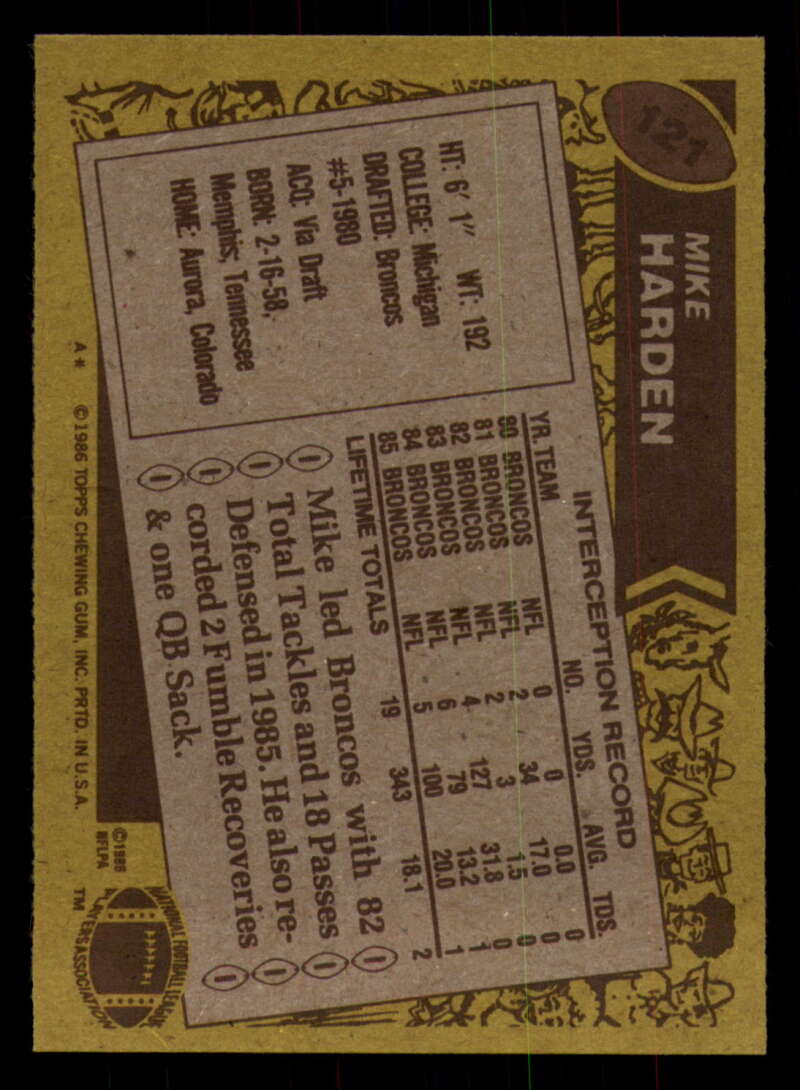 121
MIKE
HARDEN
HT: 6' 1" WT: 192
COLLEGE: Michigan
DRAFTED: Broncos
#5-1980
ACQ: Via Draft
BORN: 2-16-58,
Memphis, Tennessee
HOME: Aurora, Colorado
INTERCEPTION RECORD
YR. TEAM NO. YDS. AVG. TDS.
80 BRONCOS NFL 0 0 0.0 0
81 BRONCOS NFL 2 34 17.0 0
82 BRONCOS NFL 2 3 1.5 0
83 BRONCOS NFL 4 127 31.8 0
84 BRONCOS NFL 6 79 13.2 1
85 BRONCOS NFL 5 100 20.0 1
LIFETIME TOTALS 19 343 18.1 2
Mike led Broncos with 82
Total Tackles and 18 Passes
Defensed in 1985. He also re-
corded 2 Fumble Recoveries
& one QB Sack.
A* ©1986 TOPPS CHEWING GUM, INC. PRTD. IN U.S.A.
©1986
NFLPA
NATIONAL FOOTBALL LEAGUE
PLAYERS ASSOCIATION
TM